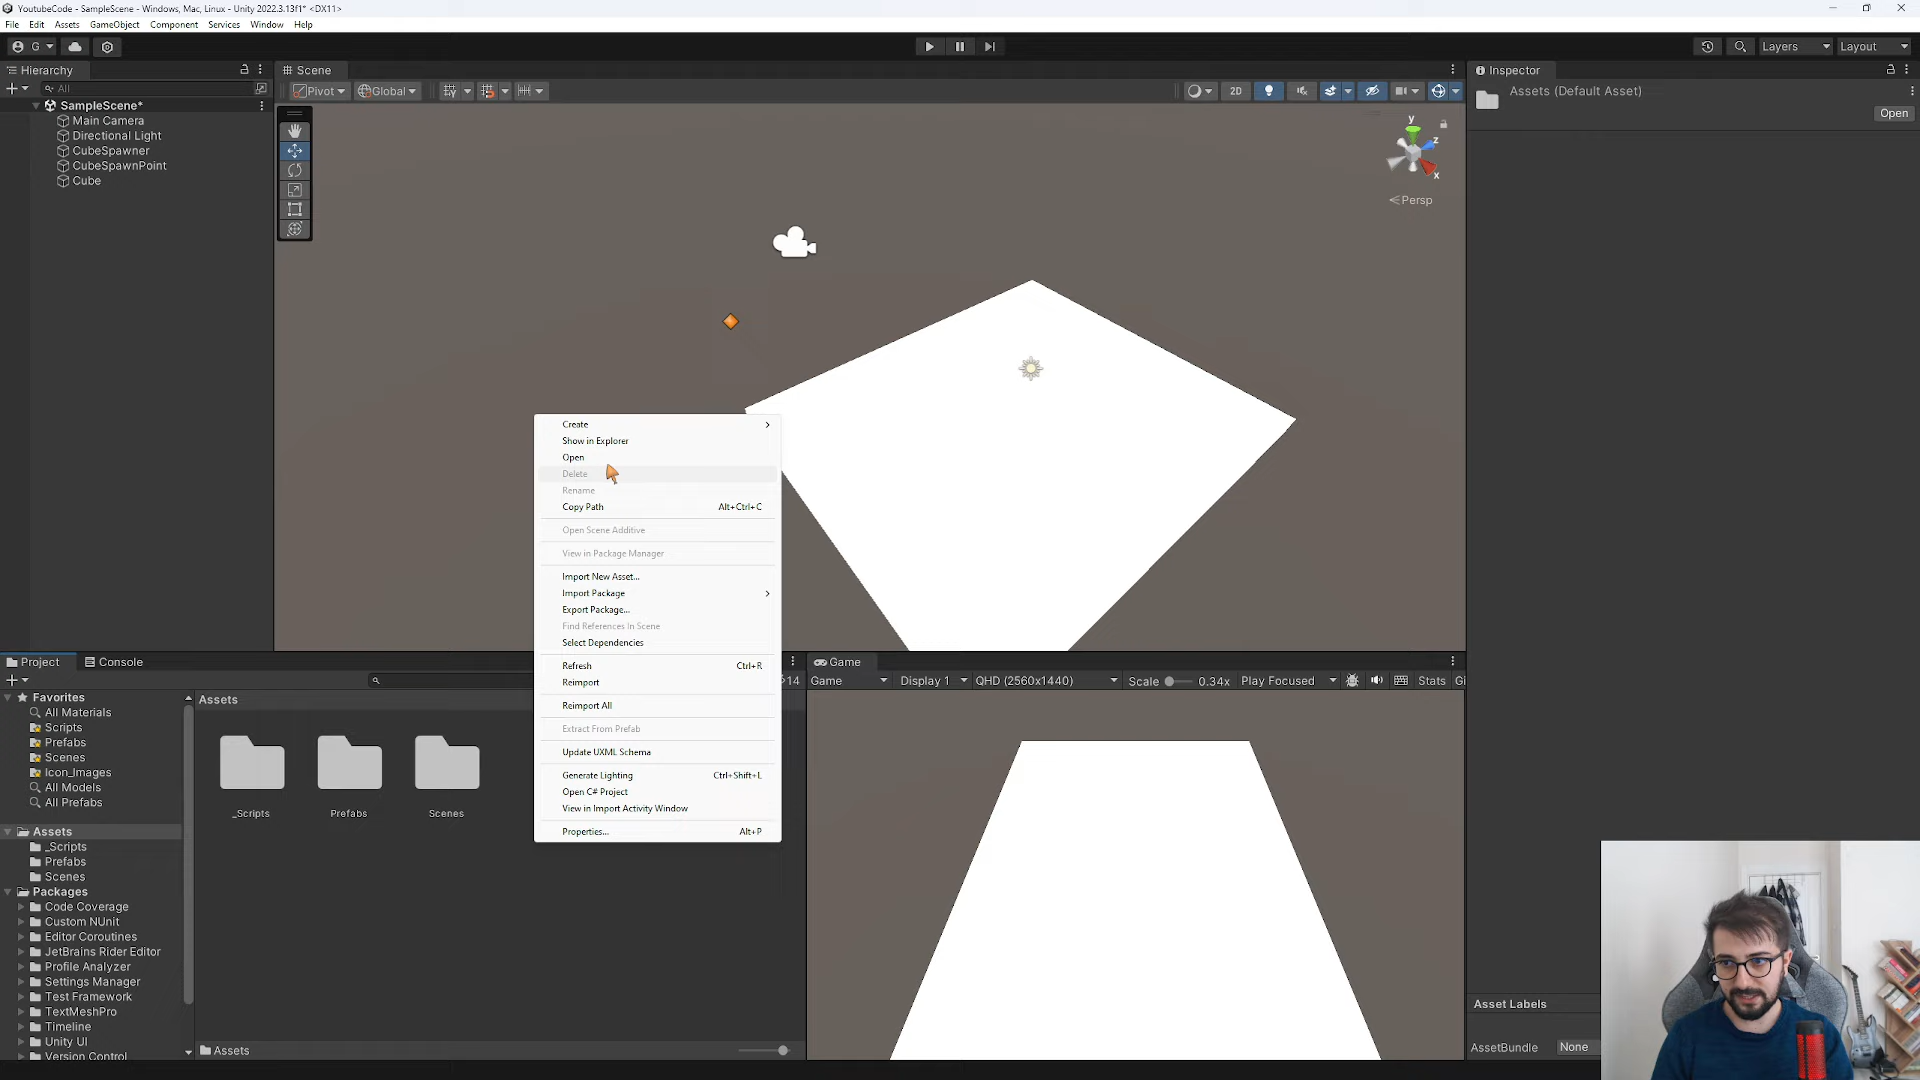 YoutubeCode - SampleScene - Windows, Mac, Linux - Unity 2022.3.13f1* <DX11>
File Edit Assets GameObject Component Services Window Help
G Layers Layout
Hierarchy
All
SampleScene*
Main Camera
Directional Light
CubeSpawner
CubeSpawnPoint
Cube
Scene
Pivot Global 2D
y
z
x
Persp
Inspector
Assets (Default Asset)
Open
Create
Show in Explorer
Open
Delete
Rename
Copy Path Alt+Ctrl+C
Open Scene Additive
View in Package Manager
Import New Asset...
Import Package
Export Package...
Find References In Scene
Select Dependencies
Refresh Ctrl+R
Reimport
Reimport All
Extract From Prefab
Update UXML Schema
Generate Lighting Ctrl+Shift+L
Open C# Project
View in Import Activity Window
Properties... Alt+P
Project Console
14
Favorites
All Materials
Scripts
Prefabs
Scenes
Icon_Images
All Models
All Prefabs
Assets
_Scripts
Prefabs
Scenes
Packages
Code Coverage
Custom NUnit
Editor Coroutines
JetBrains Rider Editor
Profile Analyzer
Settings Manager
Test Framework
TextMeshPro
Timeline
Unity UI
Version Control
Assets
_Scripts Prefabs Scenes
Assets
Game
Game Display 1 QHD (2560x1440) Scale 0.34x Play Focused Stats Gi
Asset Labels
AssetBundle None